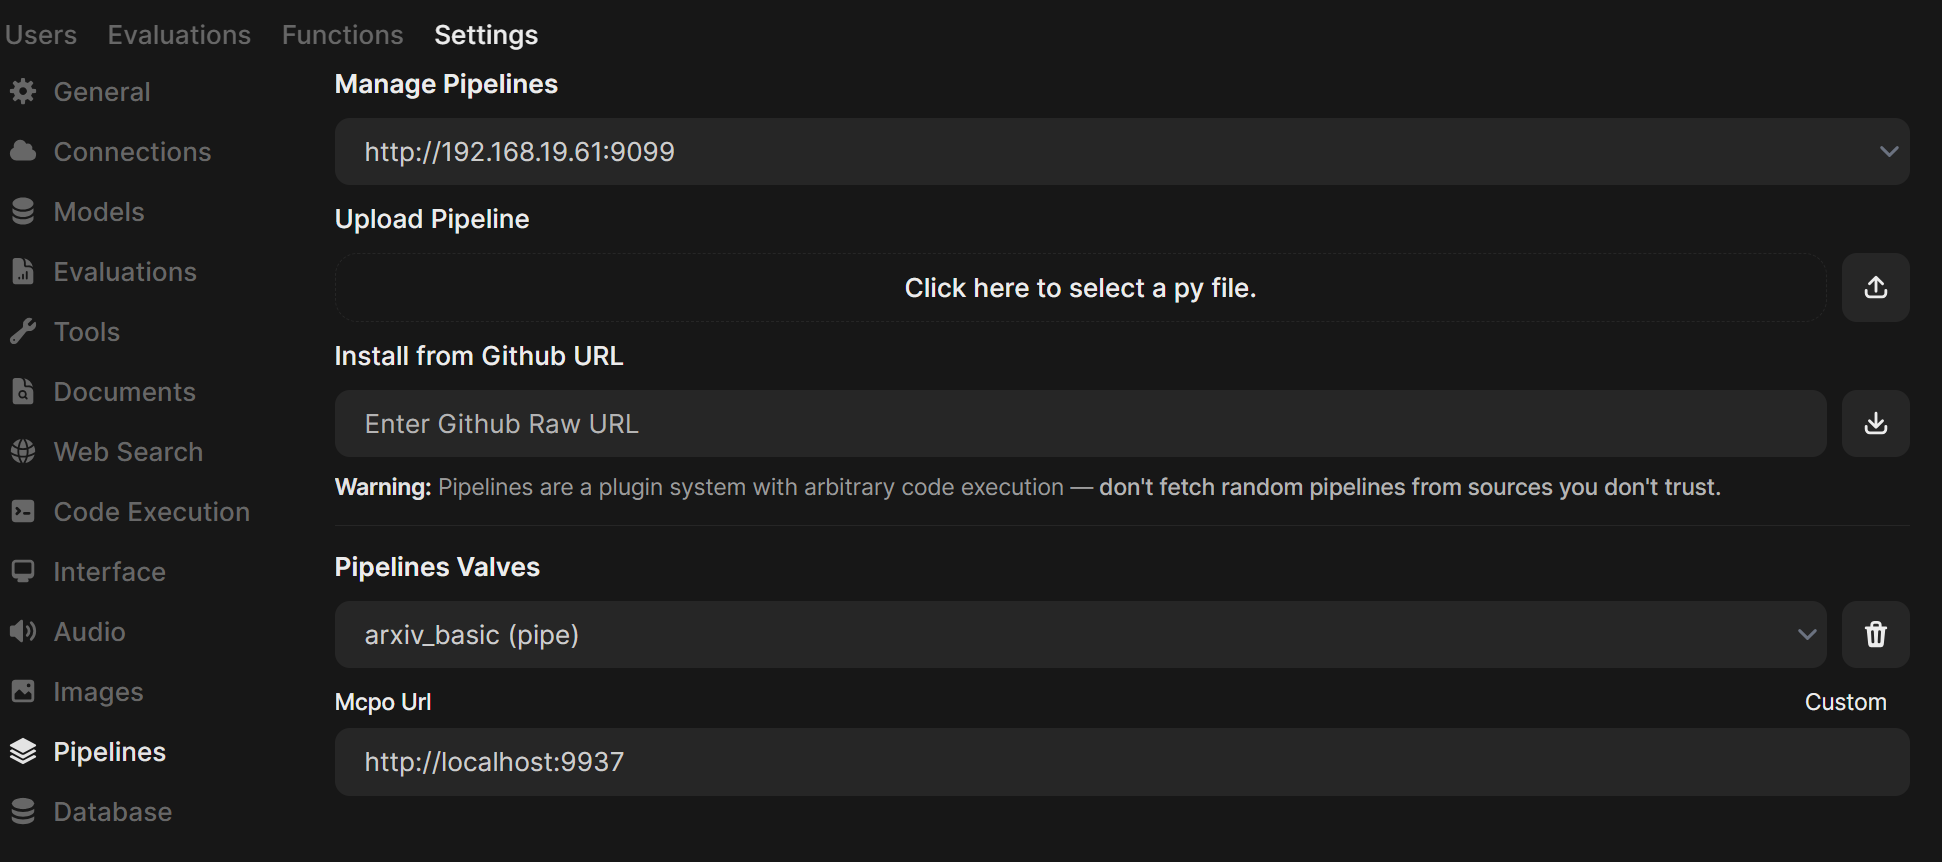 Users Evaluations Functions Settings
General
Connections
Models
Evaluations
Tools
Documents
Web Search
Code Execution
Interface
Audio
Images
Pipelines
Database
Manage Pipelines
http://192.168.19.61:9099
Upload Pipeline
Click here to select a py file.
Install from Github URL
Enter Github Raw URL
Warning: Pipelines are a plugin system with arbitrary code execution — don't fetch random pipelines from sources you don't trust.
Pipelines Valves
arxiv_basic (pipe)
Mcpo Url Custom
http://localhost:9937